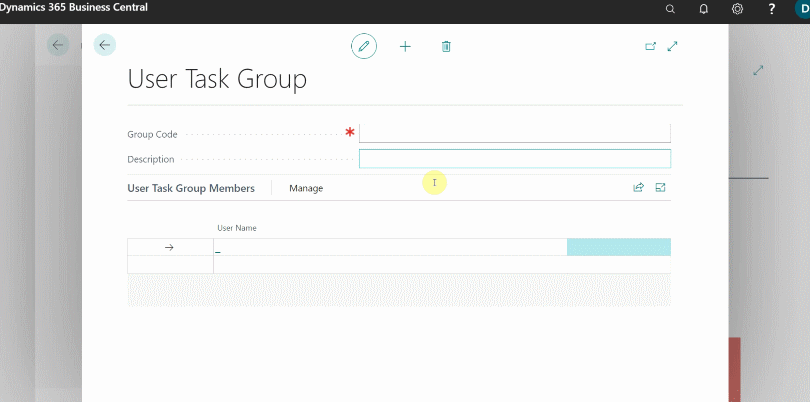 Dynamics 365 Business Central
?
D
User Task Group
Group Code
*
Description
User Task Group Members
Manage
User Name